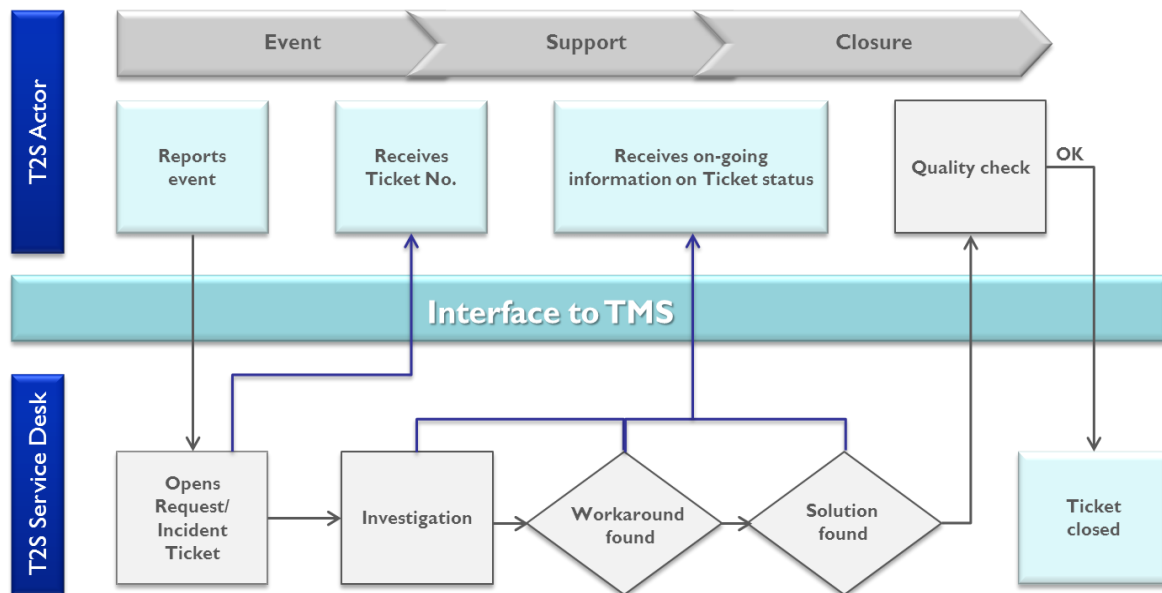 Event
Support
Closure
T2S Actor
Reports
event
Receives
Ticket No.
Receives on-going
information on Ticket status
Quality check
OK
Interface to TMS
T2S Service Desk
Opens
Request/
Incident
Ticket
Investigation
Workaround
found
Solution
found
Ticket
closed